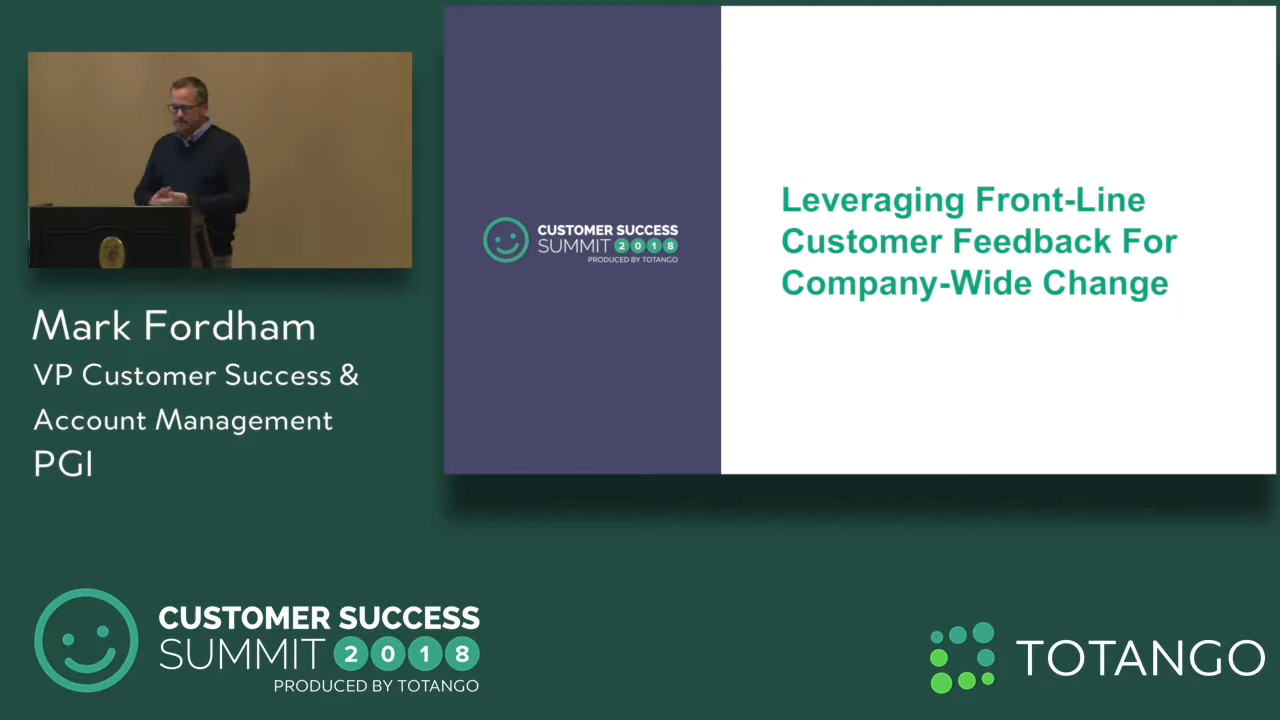 Mark Fordham
VP Customer Success &
Account Management
PGI
CUSTOMER SUCCESS
SUMMIT 2018
PRODUCED BY TOTANGO
Leveraging Front-Line
Customer Feedback For
Company-Wide Change
CUSTOMER SUCCESS
SUMMIT 2018
PRODUCED BY TOTANGO
TOTANGO